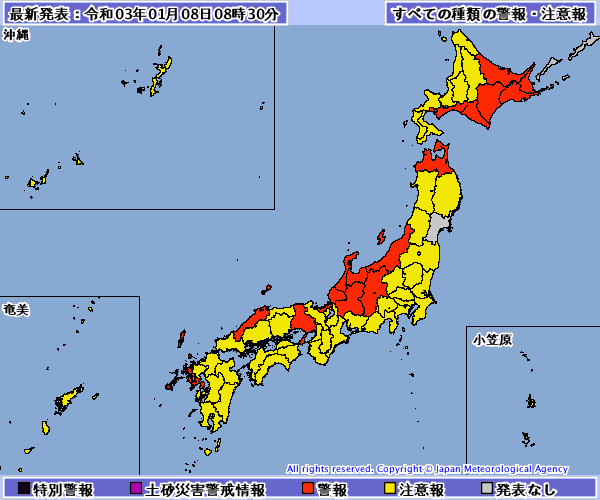 最新発表：令和03年01月08日08時30分
すべての種類の警報・注意報
沖縄
奄美
小笠原
All rights reserved. Copyright © Japan Meteorological Agency
特別警報 土砂災害警戒情報 警報 注意報 発表なし